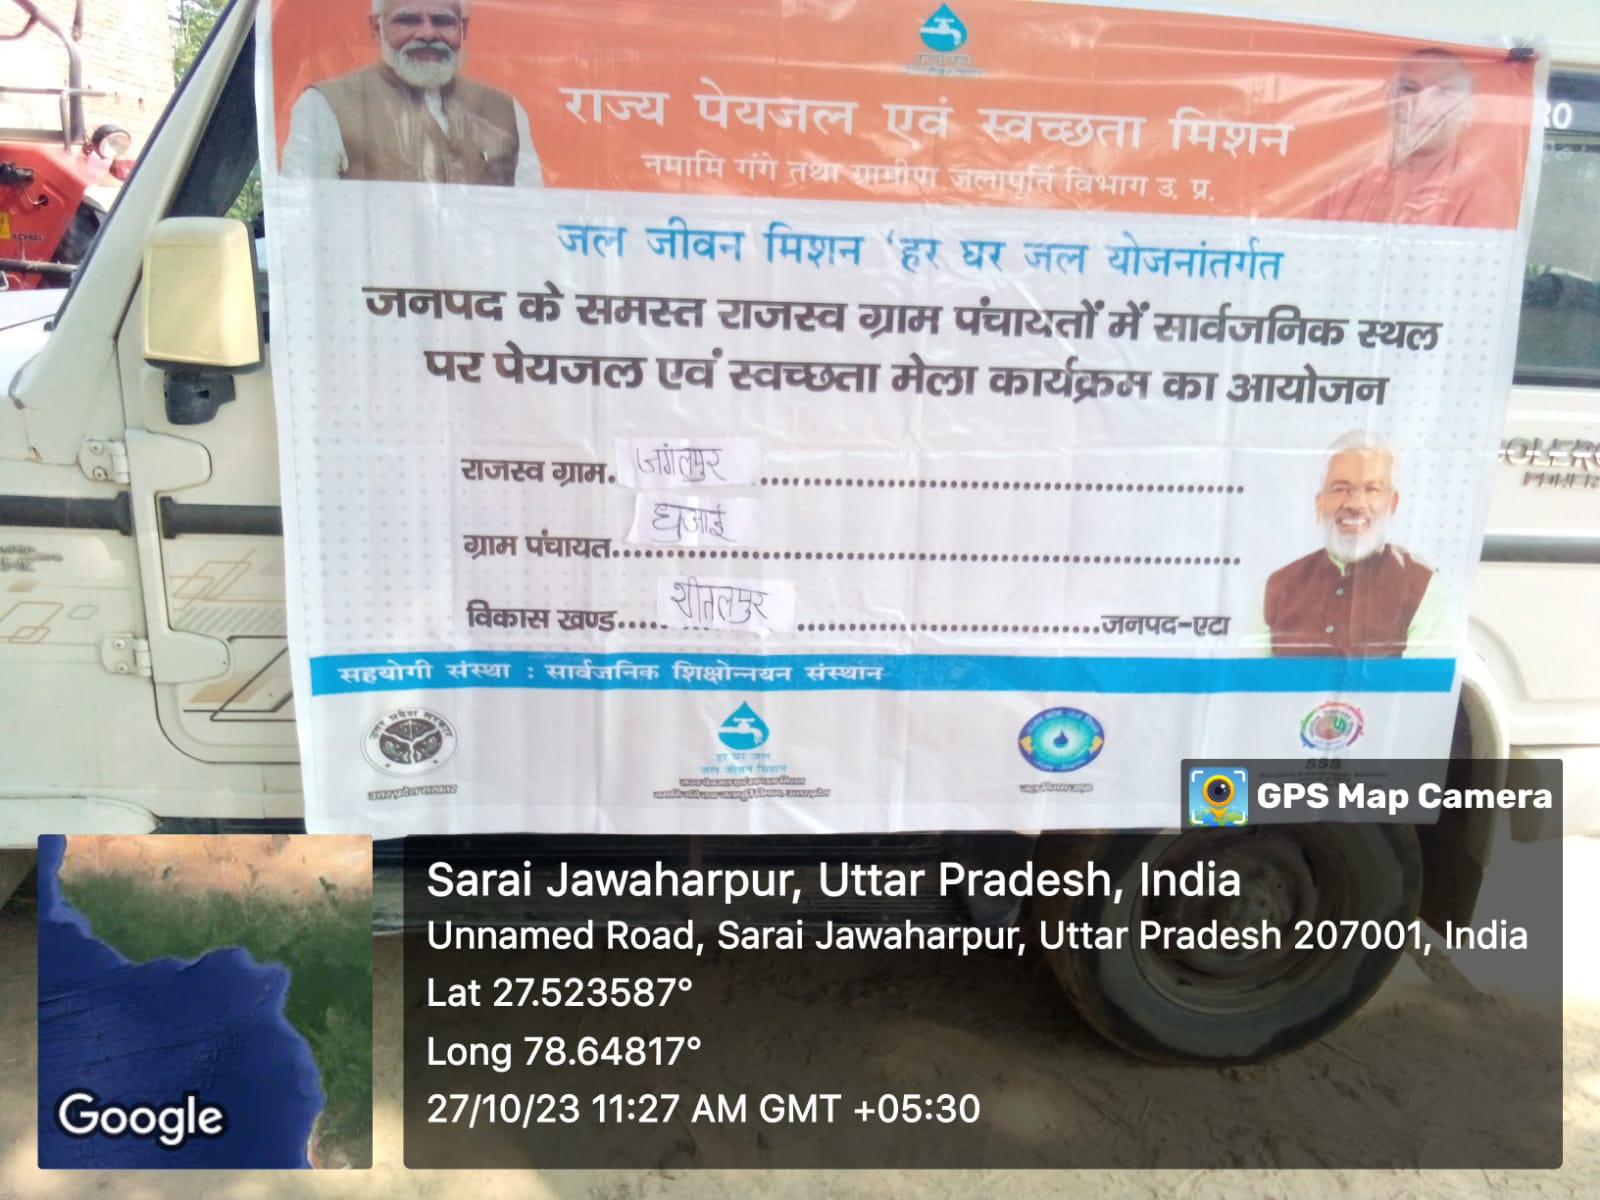 राज्य पेयजल एवं स्वच्छता मिशन
नमामि गंगे तथा ग्रामीण जलापूर्ति विभाग उ. प्र.
जल जीवन मिशन 'हर घर जल योजनांतर्गत
जनपद के समस्त राजस्व ग्राम पंचायतों में सार्वजनिक स्थल
पर पेयजल एवं स्वच्छता मेला कार्यक्रम का आयोजन
राजस्व ग्राम. जंगलपुर
ग्राम पंचायत घुआई
विकास खण्ड शीतलपुर जनपद-एटा
सहयोगी संस्था : सार्वजनिक शिक्षोन्नयन संस्थान
उत्तर प्रदेश सरकार
हर घर जल
जल जीवन मिशन
SSS
OLERO
POWER
GPS Map Camera
Sarai Jawaharpur, Uttar Pradesh, India
Unnamed Road, Sarai Jawaharpur, Uttar Pradesh 207001, India
Lat 27.523587°
Long 78.64817°
27/10/23 11:27 AM GMT +05:30
Google